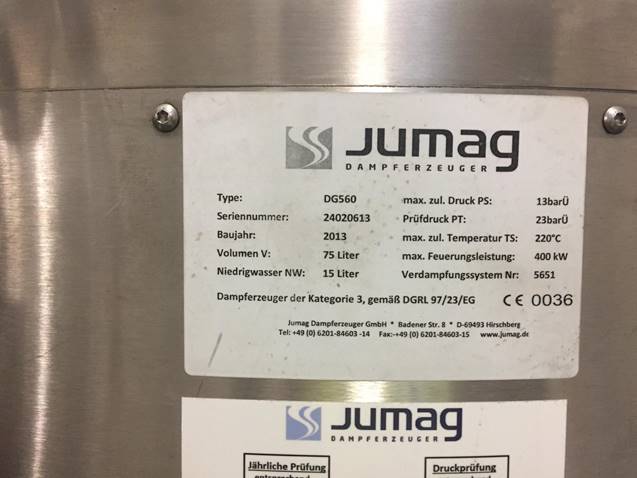 Jumag
DAMPFERZEUGER
Type: DG560 max. zul. Druck PS: 13barÜ
Seriennummer: 24020613 Prüfdruck PT: 23barÜ
Baujahr: 2013 max. zul. Temperatur TS: 220°C
Volumen V: 75 Liter max. Feuerungsleistung: 400 kW
Niedrigwasser NW: 15 Liter Verdampfungssystem Nr: 5651
Dampferzeuger der Kategorie 3, gemäß DGRL 97/23/EG CE 0036
Jumag Dampferzeuger GmbH * Badener Str. 8 * D-69493 Hirschberg
Tel: +49 (0) 6201-84603 -14 Fax:-+49 (0) 6201-84603-15 www.jumag.de
Jumag
DAMPFERZEUGER
Jährliche Prüfung Druckprüfung